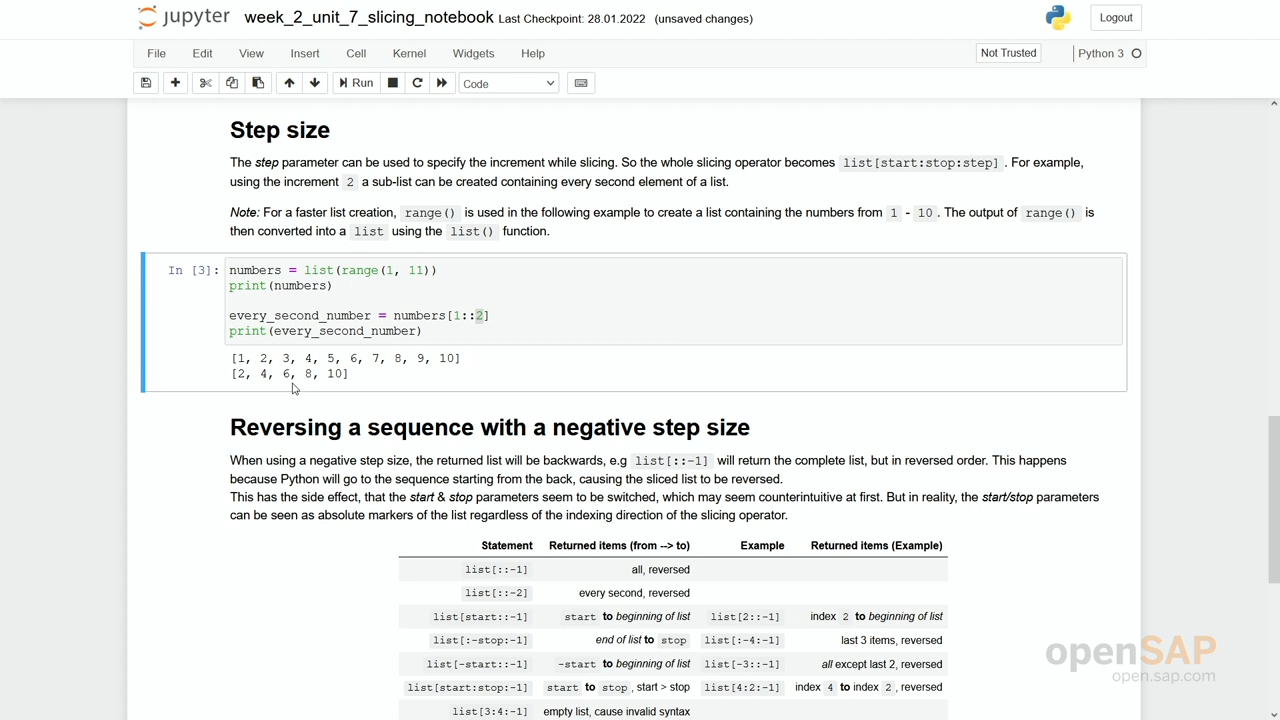 jupyter week_2_unit_7_slicing_notebook Last Checkpoint: 28.01.2022 (unsaved changes) Logout
File Edit View Insert Cell Kernel Widgets Help Not Trusted Python 3
Run Code
Step size
The step parameter can be used to specify the increment while slicing. So the whole slicing operator becomes list[start:stop:step] . For example,
using the increment 2 a sub-list can be created containing every second element of a list.
Note: For a faster list creation, range() is used in the following example to create a list containing the numbers from 1 - 10 . The output of range() is
then converted into a list using the list() function.
In [3]: numbers = list(range(1, 11))
print(numbers)
every_second_number = numbers[1::2]
print(every_second_number)
[1, 2, 3, 4, 5, 6, 7, 8, 9, 10]
[2, 4, 6, 8, 10]
Reversing a sequence with a negative step size
When using a negative step size, the returned list will be backwards, e.g list[::-1] will return the complete list, but in reversed order. This happens
because Python will go to the sequence starting from the back, causing the sliced list to be reversed.
This has the side effect, that the start & stop parameters seem to be switched, which may seem counterintuitive at first. But in reality, the start/stop parameters
can be seen as absolute markers of the list regardless of the indexing direction of the slicing operator.
Statement Returned items (from --> to) Example Returned items (Example)
list[::-1] all, reversed
list[::-2] every second, reversed
list[start::-1] start to beginning of list list[2::-1] index 2 to beginning of list
list[:-stop:-1] end of list to stop list[:-4:-1] last 3 items, reversed
list[-start::-1] -start to beginning of list list[-3::-1] all except last 2, reversed
list[start:stop:-1] start to stop , start > stop list[4:2:-1] index 4 to index 2 , reversed
list[3:4:-1] empty list, cause invalid syntax
openSAP
open.sap.com